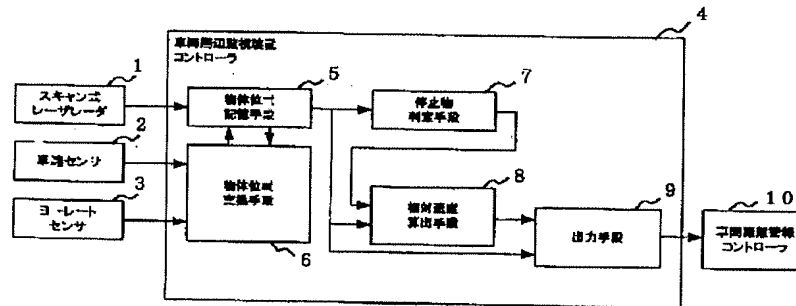 4
車両周辺監視装置
コントローラ
1
スキャン式
レーザレーダ
5
物体位置
記憶手段
7
停止物
判定手段
2
車速センサ
3
ヨーレート
センサ
物体位置
変換手段
6
8
相対速度
算出手段
9
出力手段
10
車間距離警報
コントローラ